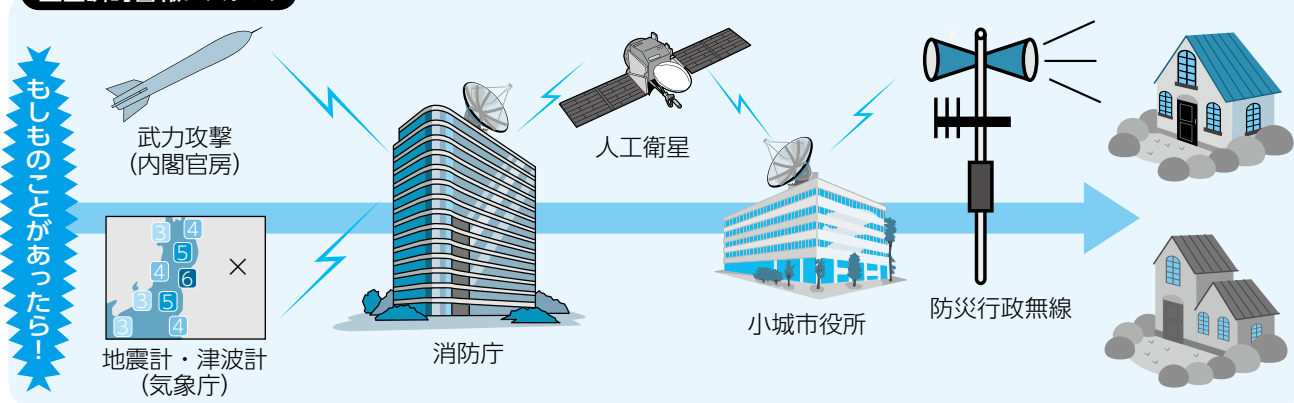 もしものことがあったら！
武力攻撃
（内閣官房）
3
4
5
4
6
3
5
3
4
地震計・津波計
（気象庁）
消防庁
人工衛星
小城市役所
防災行政無線